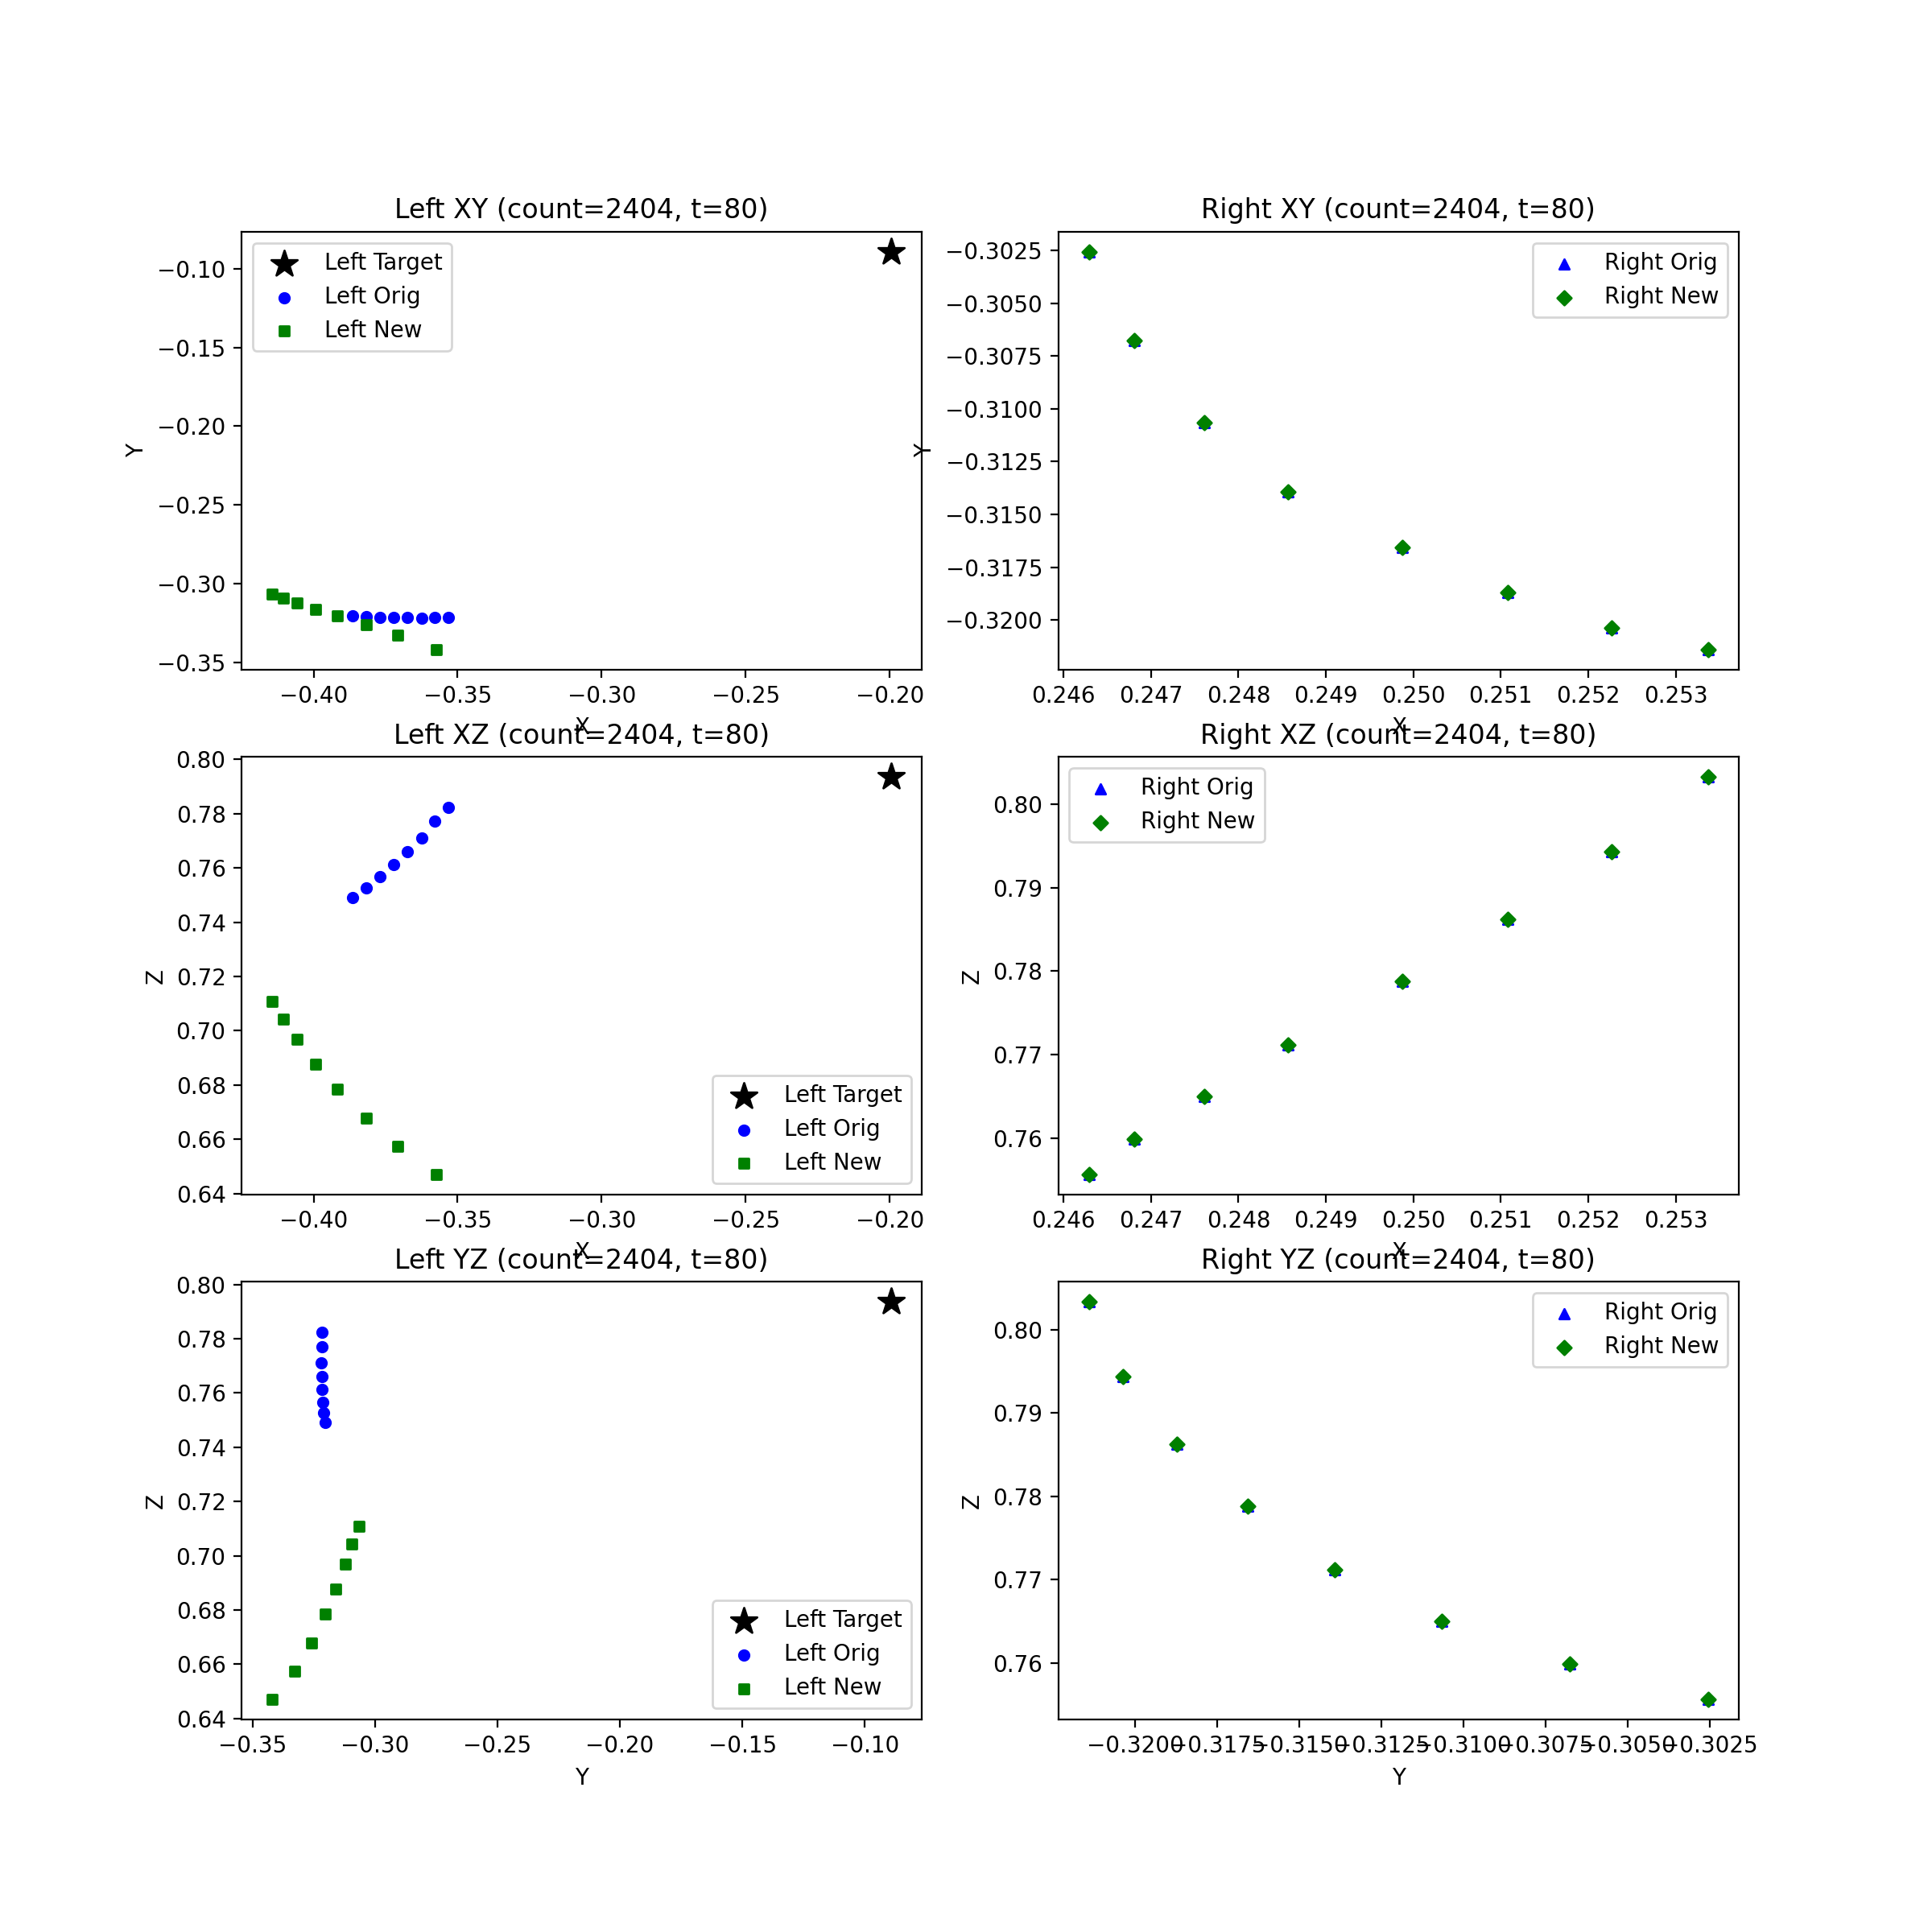 Left XY (count=2404, t=80)
Left Target
Left Orig
Left New
−0.10
−0.15
−0.20
−0.25
−0.30
−0.35
Y
−0.40 −0.35 −0.30 −0.25 −0.20
X
Right XY (count=2404, t=80)
Right Orig
Right New
−0.3025
−0.3050
−0.3075
−0.3100
−0.3125
−0.3150
−0.3175
−0.3200
Y
0.246 0.247 0.248 0.249 0.250 0.251 0.252 0.253
X
Left XZ (count=2404, t=80)
0.80
0.78
0.76
0.74
0.72
0.70
0.68
0.66
0.64
Z
Left Target
Left Orig
Left New
−0.40 −0.35 −0.30 −0.25 −0.20
X
Right XZ (count=2404, t=80)
Right Orig
Right New
0.80
0.79
0.78
0.77
0.76
Z
0.246 0.247 0.248 0.249 0.250 0.251 0.252 0.253
X
Left YZ (count=2404, t=80)
0.80
0.78
0.76
0.74
0.72
0.70
0.68
0.66
0.64
Z
Left Target
Left Orig
Left New
−0.35 −0.30 −0.25 −0.20 −0.15 −0.10
Y
Right YZ (count=2404, t=80)
Right Orig
Right New
0.80
0.79
0.78
0.77
0.76
Z
−0.3200 −0.3175 −0.3150 −0.3125 −0.3100 −0.3075 −0.3050 −0.3025
Y